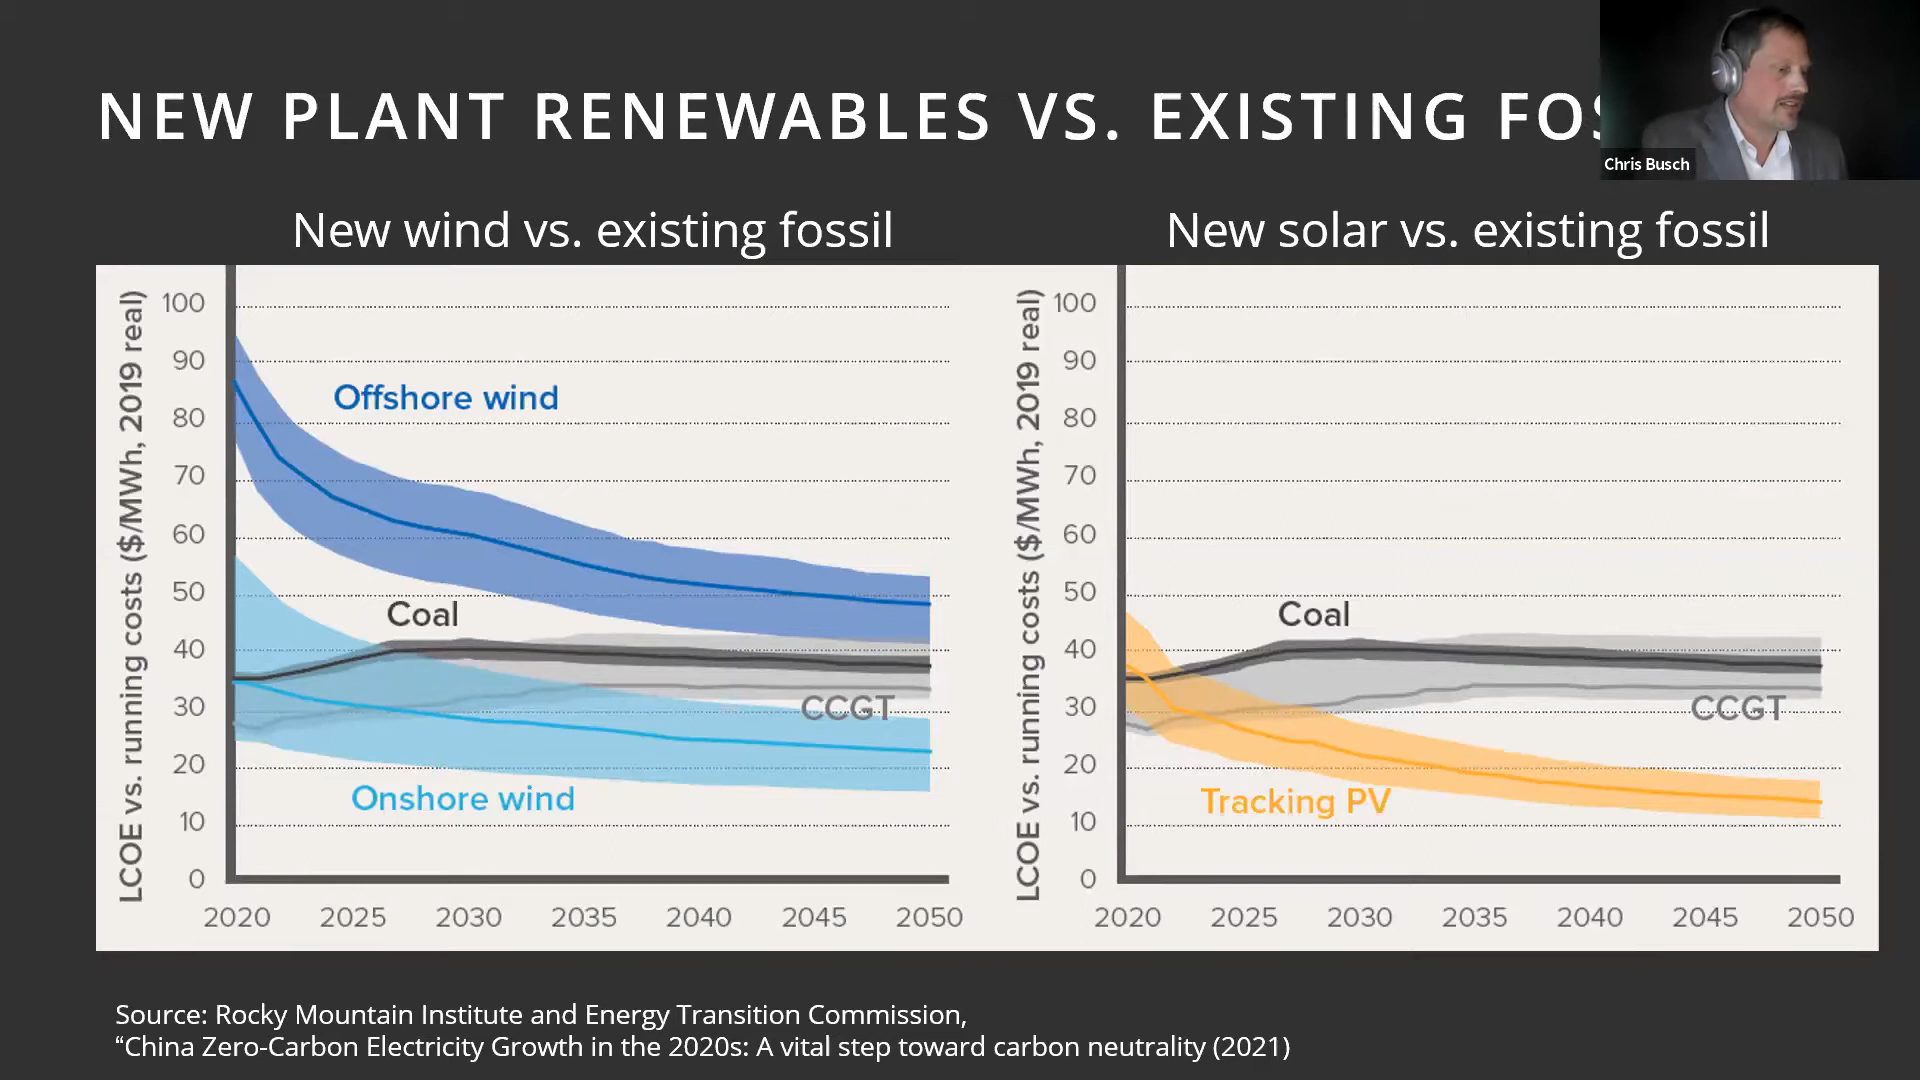 NEW PLANT RENEWABLES VS. EXISTING
Chris Busch
New wind vs. existing fossil
LCOE vs. running costs ($/MWh, 2019 real)
100
90
80
70
60
50
40
30
20
10
0
Offshore wind
Coal
CCGT
Onshore wind
2020 2025 2030 2035 2040 2045 2050
New solar vs. existing fossil
LCOE vs. running costs ($/MWh, 2019 real)
100
90
80
70
60
50
40
30
20
10
0
Coal
CCGT
Tracking PV
2020 2025 2030 2035 2040 2045 2050
Source: Rocky Mountain Institute and Energy Transition Commission,
“China Zero-Carbon Electricity Growth in the 2020s: A vital step toward carbon neutrality (2021)